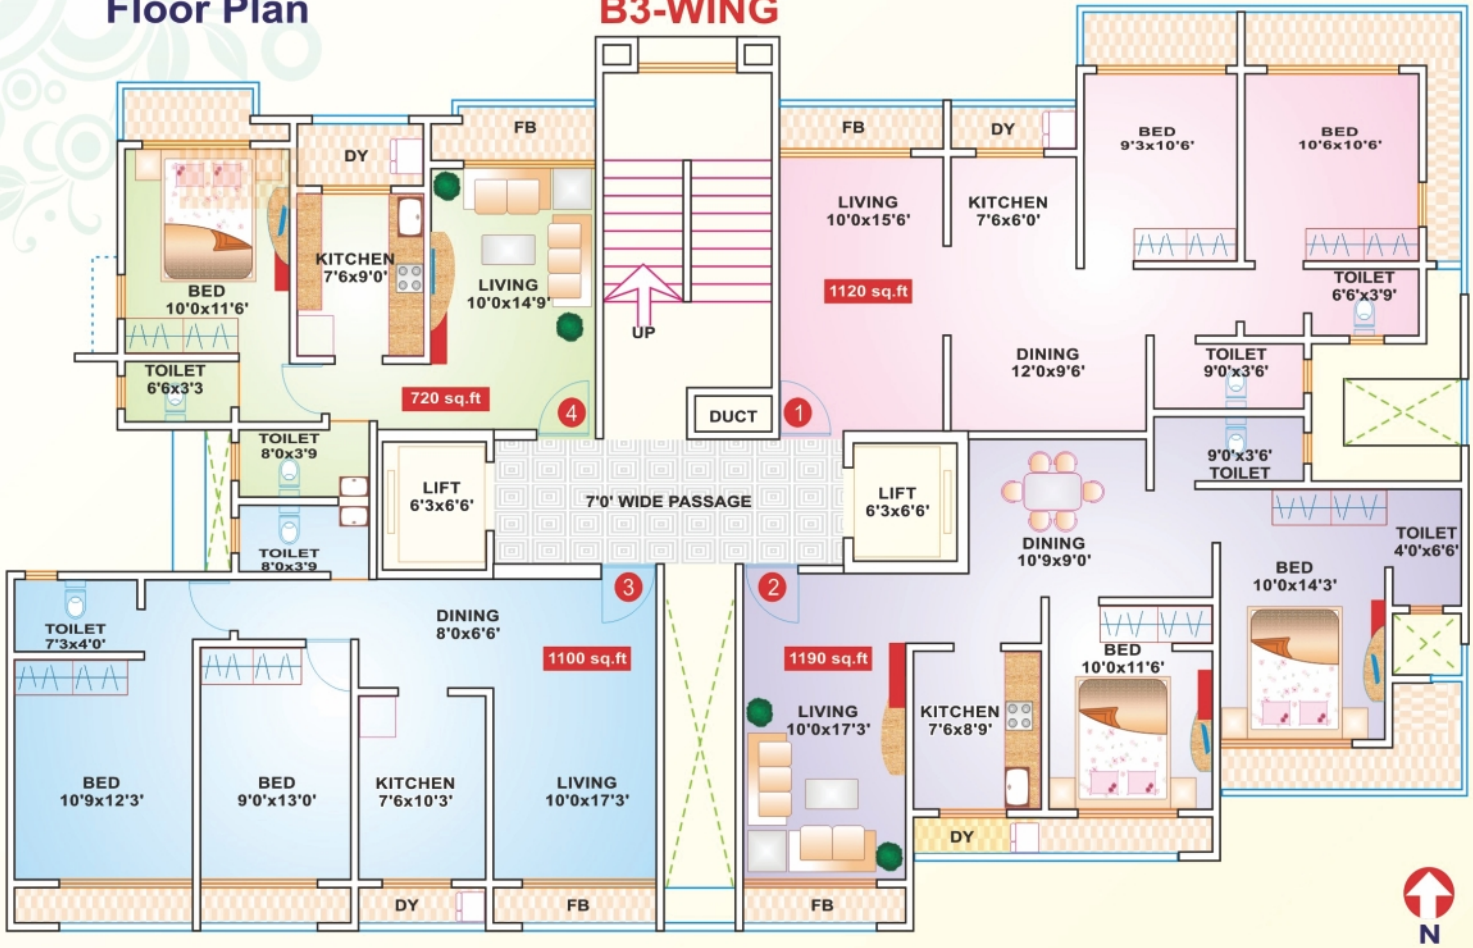 Floor Plan
B3-WING
FB
DY
BED
10'0x11'6'
KITCHEN
7'6x9'0'
LIVING
10'0x14'9'
TOILET
6'6x3'3
720 sq.ft
4
TOILET
8'0x3'9
UP
DUCT
FB
DY
LIVING
10'0x15'6'
KITCHEN
7'6x6'0'
BED
9'3x10'6'
BED
10'6x10'6'
1120 sq.ft
TOILET
6'6'x3'9'
DINING
12'0x9'6'
TOILET
9'0'x3'6'
1
LIFT
6'3x6'6'
7'0' WIDE PASSAGE
LIFT
6'3x6'6'
TOILET
8'0x3'9
3
TOILET
7'3x4'0'
DINING
8'0x6'6'
1100 sq.ft
BED
10'9x12'3'
BED
9'0'x13'0'
KITCHEN
7'6x10'3'
LIVING
10'0x17'3'
DY
FB
9'0'x3'6'
TOILET
DINING
10'9x9'0'
TOILET
4'0'x6'6'
BED
10'0x14'3'
2
1190 sq.ft
BED
10'0x11'6'
LIVING
10'0x17'3'
KITCHEN
7'6x8'9'
DY
FB
N